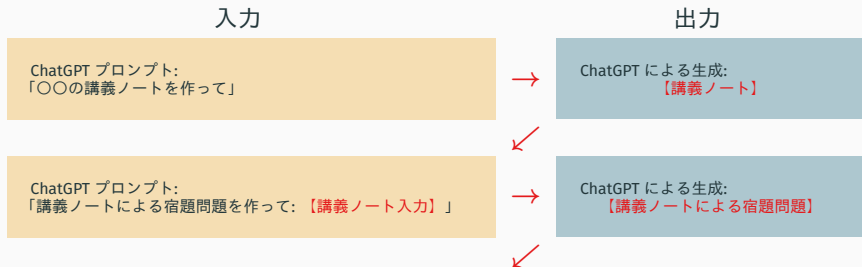 入力
出力
ChatGPT プロンプト:
「〇〇の講義ノートを作って」
→
ChatGPT による生成:
【講義ノート】
ChatGPT プロンプト:
「講義ノートによる宿題問題を作って: 【講義ノート入力】」
→
ChatGPT による生成:
【講義ノートによる宿題問題】